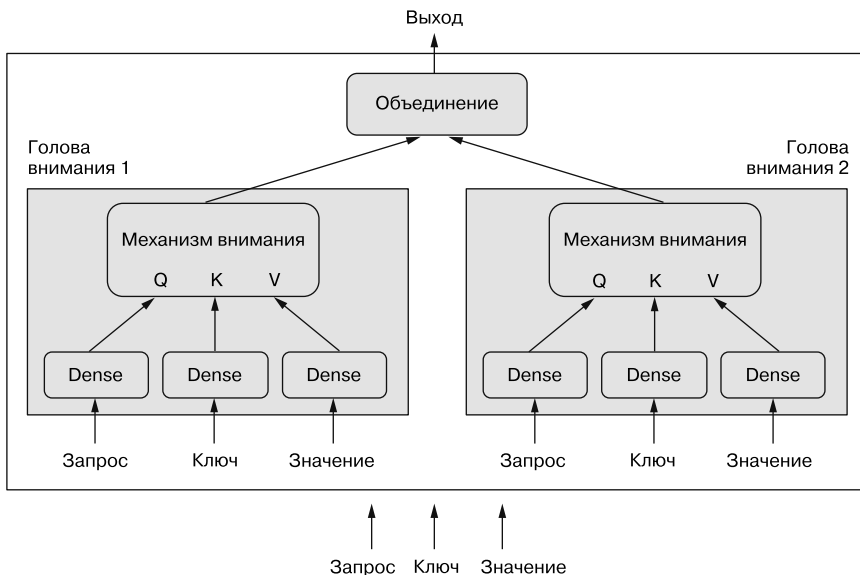 Выход
Объединение
Голова
внимания 1
Голова
внимания 2
Механизм внимания
Q K V
Механизм внимания
Q K V
Dense Dense Dense
Dense Dense Dense
Запрос Ключ Значение
Запрос Ключ Значение
Запрос Ключ Значение